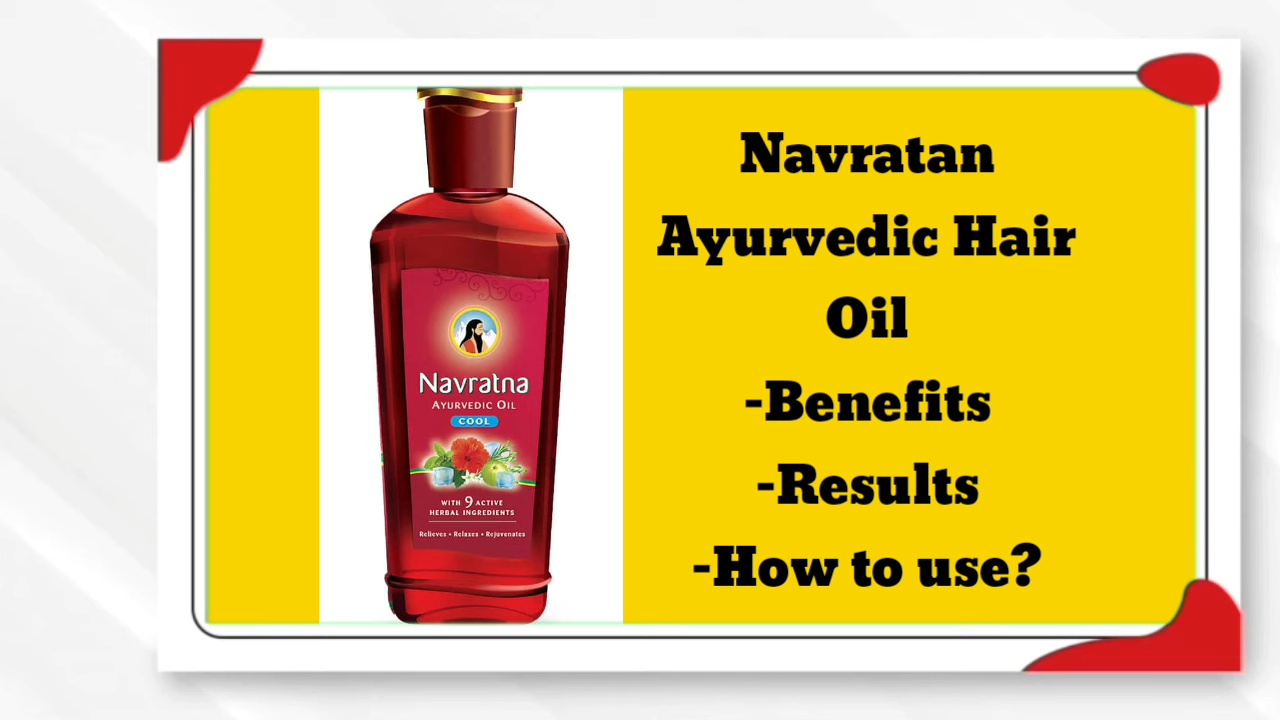 Navratan
Ayurvedic Hair
Oil
-Benefits
-Results
-How to use?
Navratna
AYURVEDIC OIL
COOL
WITH 9 ACTIVE
HERBAL INGREDIENTS
Relieves • Relaxes • Rejuvenates